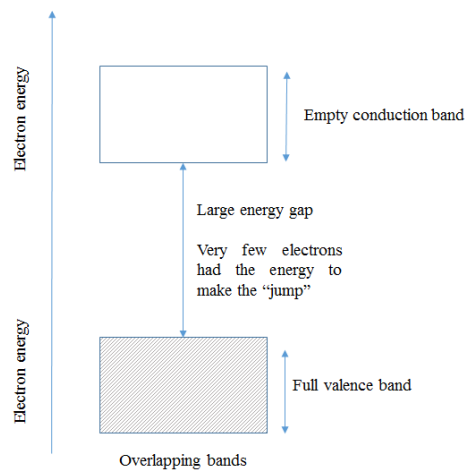 Electron energy
Empty conduction band
Large energy gap
Very few electrons
had the energy to
make the “jump”
Electron energy
Full valence band
Overlapping bands